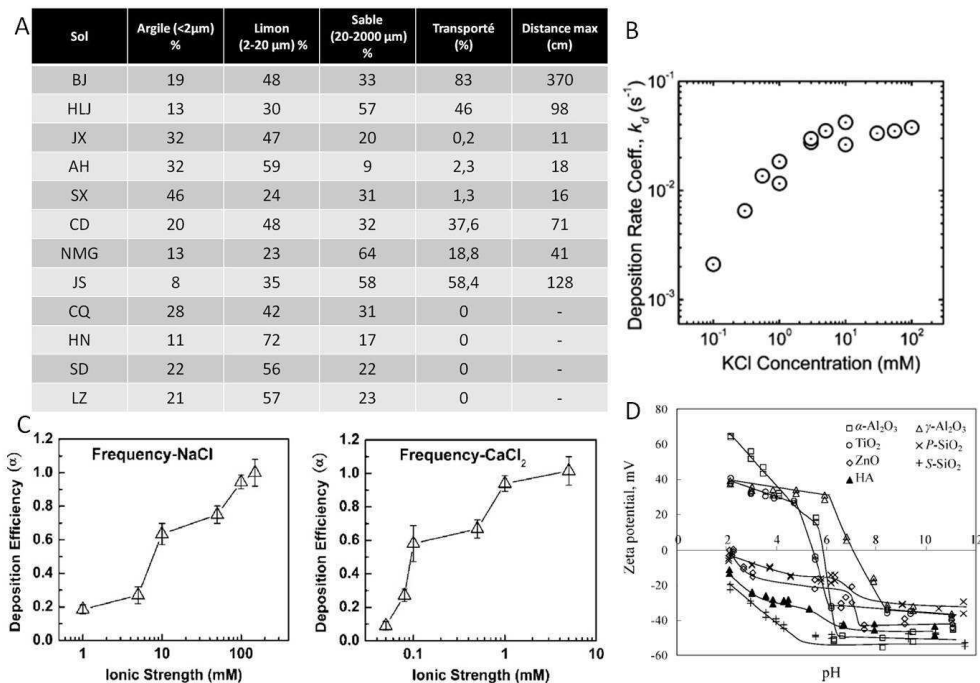 A
Sol Argile (<2µm) % Limon (2-20 µm) % Sable (20-2000 µm) % Transporté (%) Distance max (cm)
BJ 19 48 33 83 370
HLJ 13 30 57 46 98
JX 32 47 20 0,2 11
AH 32 59 9 2,3 18
SX 46 24 31 1,3 16
CD 20 48 32 37,6 71
NMG 13 23 64 18,8 41
JS 8 35 58 58,4 128
CQ 28 42 31 0 -
HN 11 72 17 0 -
SD 22 56 22 0 -
LZ 21 57 23 0 -
B
Deposition Rate Coeff., k_d (s⁻¹)
10⁻¹
10⁻²
10⁻³
10⁻¹ 10⁰ 10¹ 10²
KCl Concentration (mM)
C
Deposition Efficiency (α)
1.2
1.0
0.8
0.6
0.4
0.2
0.0
Frequency-NaCl
1 10 100
Ionic Strength (mM)
Deposition Efficiency (α)
1.2
1.0
0.8
0.6
0.4
0.2
0.0
Frequency-CaCl₂
0.1 1 10
Ionic Strength (mM)
D
Zeta potential, mV
80
60
40
20
0
-20
-40
-60
α-Al₂O₃ γ-Al₂O₃
TiO₂ P-SiO₂
ZnO S-SiO₂
HA
0 2 4 6 8 10 12
pH